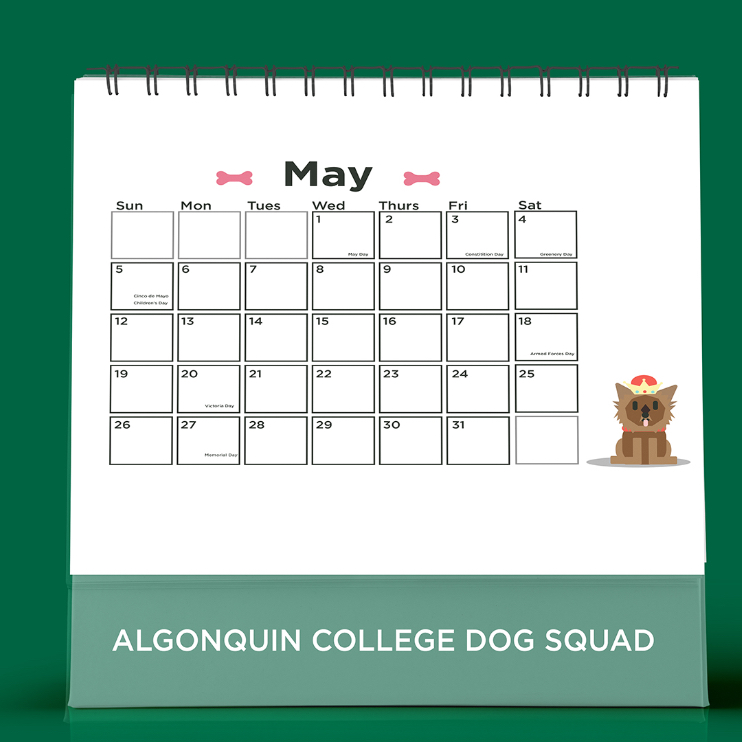 May
Sun Mon Tues Wed Thurs Fri Sat
1 2 3 4
May Day Constitution Day Greenery Day
5 6 7 8 9 10 11
Cinco de Mayo
Children's Day
12 13 14 15 16 17 18
Armed Forces Day
19 20 21 22 23 24 25
Victoria Day
26 27 28 29 30 31
Memorial Day
ALGONQUIN COLLEGE DOG SQUAD